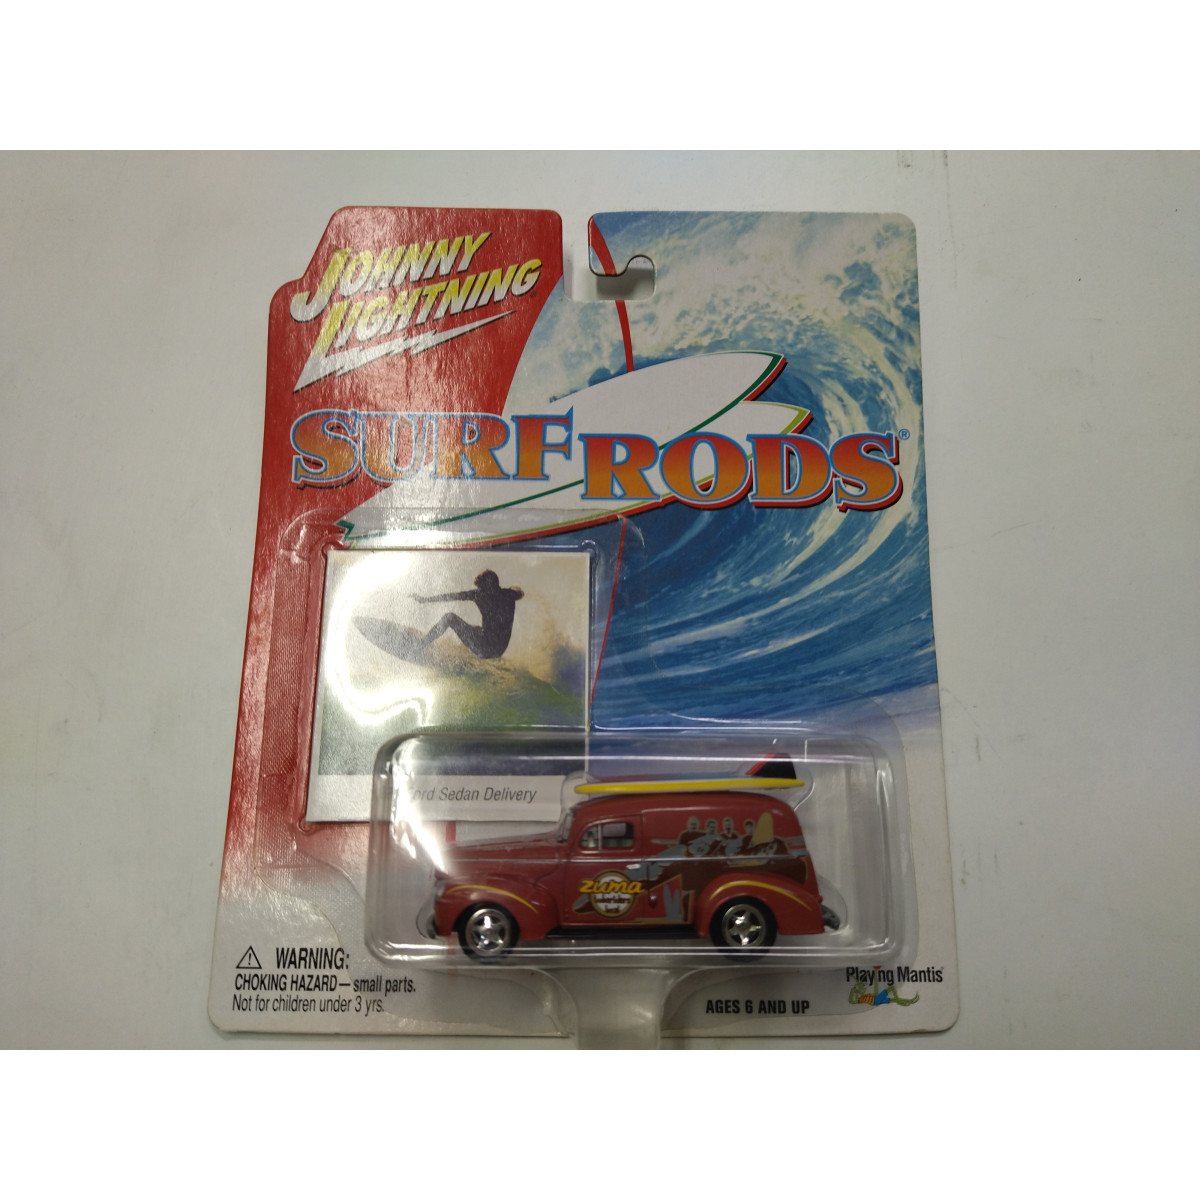 JOHNNY
LIGHTNING
SURF RODS®
Ford Sedan Delivery
zuma
WARNING:
CHOKING HAZARD — small parts.
Not for children under 3 yrs.
AGES 6 AND UP
Playing Mantis